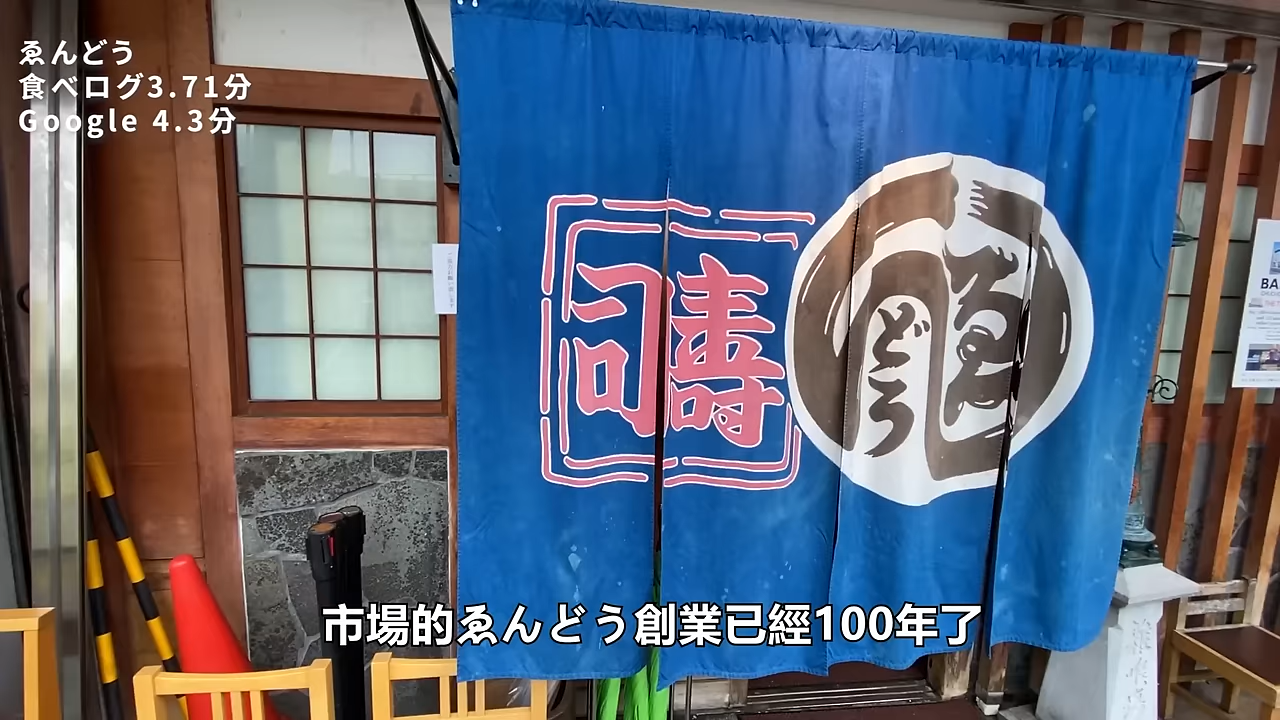 ゑんどう
食べログ3.71分
Google 4.3分
壽司
ゑん
どう
BA
市場的ゑんどう創業已經100年了